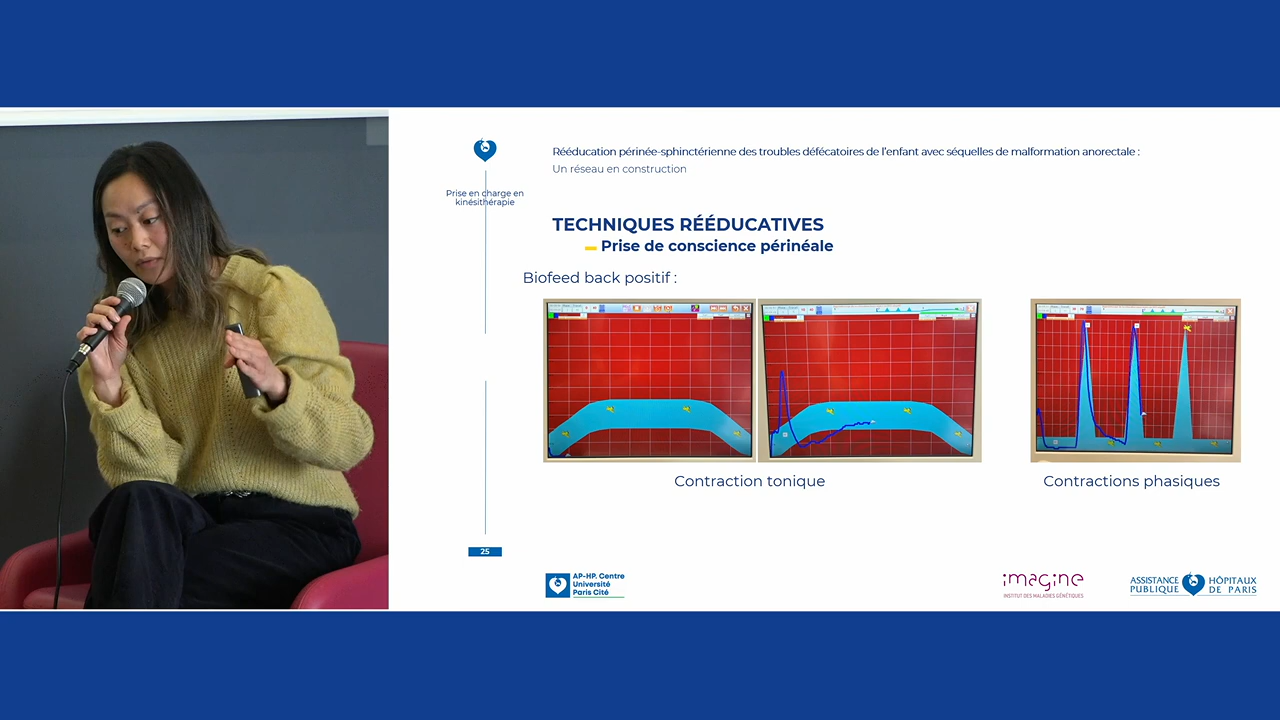 Rééducation périnée-sphinctérienne des troubles défécatoires de l'enfant avec séquelles de malformation anorectale :
Un réseau en construction
Prise en charge en
kinésithérapie
TECHNIQUES RÉÉDUCATIVES
Prise de conscience périnéale
Biofeed back positif :
Contraction tonique
Contractions phasiques
25
AP-HP. Centre
Université
Paris Cité
imagine
INSTITUT DES MALADIES GÉNÉTIQUES
ASSISTANCE
PUBLIQUE
HÔPITAUX
DE PARIS